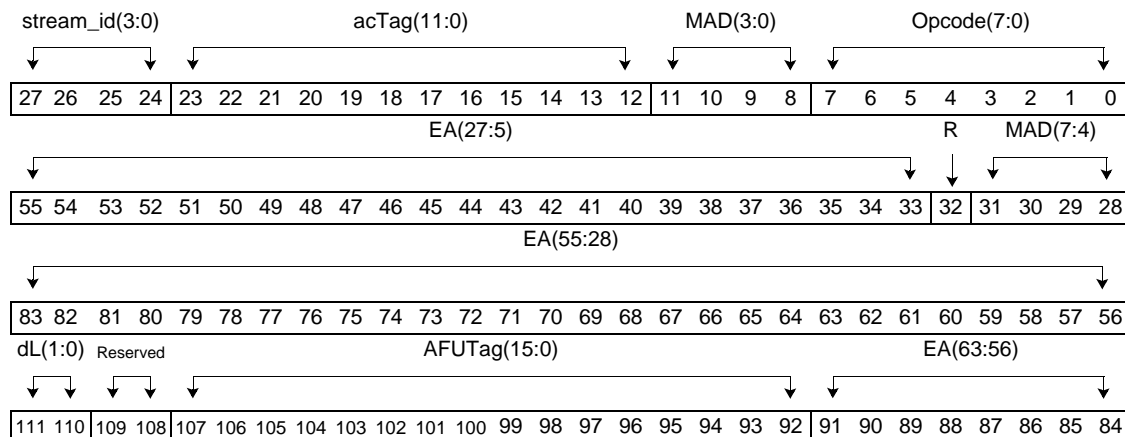 stream_id(3:0) acTag(11:0) MAD(3:0) Opcode(7:0)
27 26 25 24 23 22 21 20 19 18 17 16 15 14 13 12 11 10 9 8 7 6 5 4 3 2 1 0
EA(27:5) R MAD(7:4)
55 54 53 52 51 50 49 48 47 46 45 44 43 42 41 40 39 38 37 36 35 34 33 32 31 30 29 28
EA(55:28)
83 82 81 80 79 78 77 76 75 74 73 72 71 70 69 68 67 66 65 64 63 62 61 60 59 58 57 56
dL(1:0) Reserved AFUTag(15:0) EA(63:56)
111 110 109 108 107 106 105 104 103 102 101 100 99 98 97 96 95 94 93 92 91 90 89 88 87 86 85 84